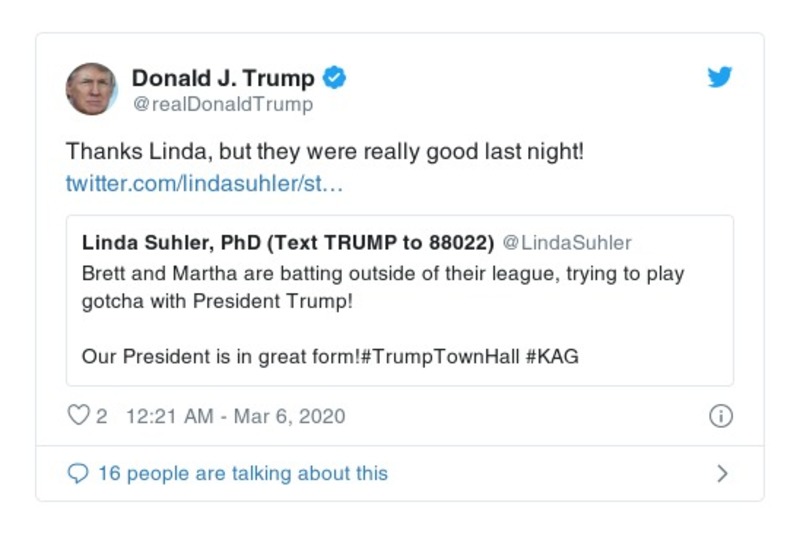 Donald J. Trump
@realDonaldTrump
Thanks Linda, but they were really good last night!
twitter.com/lindasuhler/st…
Linda Suhler, PhD (Text TRUMP to 88022) @LindaSuhler
Brett and Martha are batting outside of their league, trying to play
gotcha with President Trump!
Our President is in great form!#TrumpTownHall #KAG
2 12:21 AM - Mar 6, 2020
16 people are talking about this